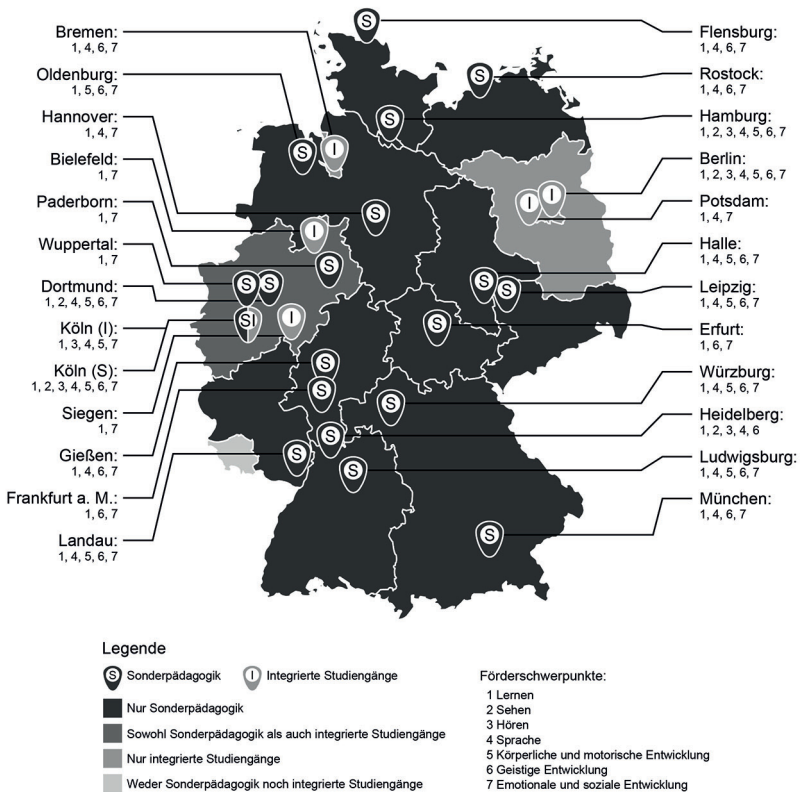 Bremen:
1, 4, 6, 7
Oldenburg:
1, 5, 6, 7
Hannover:
1, 4, 7
Bielefeld:
1, 7
Paderborn:
1, 7
Wuppertal:
1, 7
Dortmund:
1, 2, 4, 5, 6, 7
Köln (I):
1, 3, 4, 5, 7
Köln (S):
1, 2, 3, 4, 5, 6, 7
Siegen:
1, 7
Gießen:
1, 4, 6, 7
Frankfurt a. M.:
1, 6, 7
Landau:
1, 4, 5, 6, 7
S
S
S
S
I
I
I
S
I
S
S
S
S
S
SI
I
S
S
S
S
S
S
S
S
Flensburg:
1, 4, 6, 7
Rostock:
1, 4, 6, 7
Hamburg:
1, 2, 3, 4, 5, 6, 7
Berlin:
1, 2, 3, 4, 5, 6, 7
Potsdam:
1, 4, 7
Halle:
1, 4, 5, 6, 7
Leipzig:
1, 4, 5, 6, 7
Erfurt:
1, 6, 7
Würzburg:
1, 4, 5, 6, 7
Heidelberg:
1, 2, 3, 4, 6
Ludwigsburg:
1, 4, 5, 6, 7
München:
1, 4, 6, 7
Legende
S Sonderpädagogik
I Integrierte Studiengänge
Nur Sonderpädagogik
Sowohl Sonderpädagogik als auch integrierte Studiengänge
Nur integrierte Studiengänge
Weder Sonderpädagogik noch integrierte Studiengänge
Förderschwerpunkte:
1 Lernen
2 Sehen
3 Hören
4 Sprache
5 Körperliche und motorische Entwicklung
6 Geistige Entwicklung
7 Emotionale und soziale Entwicklung